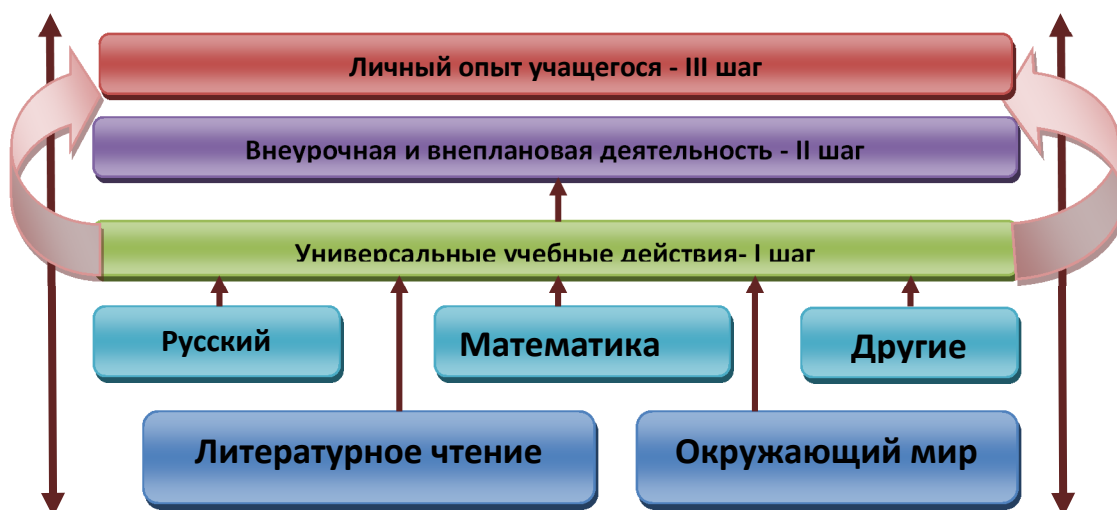 Личный опыт учащегося - III шаг
Внеурочная и внеплановая деятельность - II шаг
Универсальные учебные действия- I шаг
Русский
Математика
Другие
Литературное чтение
Окружающий мир